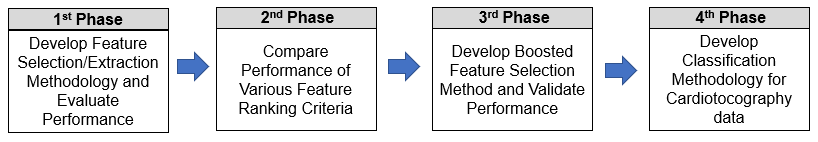 1st Phase
Develop Feature
Selection/Extraction
Methodology and
Evaluate
Performance
2nd Phase
Compare
Performance of
Various Feature
Ranking Criteria
3rd Phase
Develop Boosted
Feature Selection
Method and Validate
Performance
4th Phase
Develop
Classification
Methodology for
Cardiotocography
data